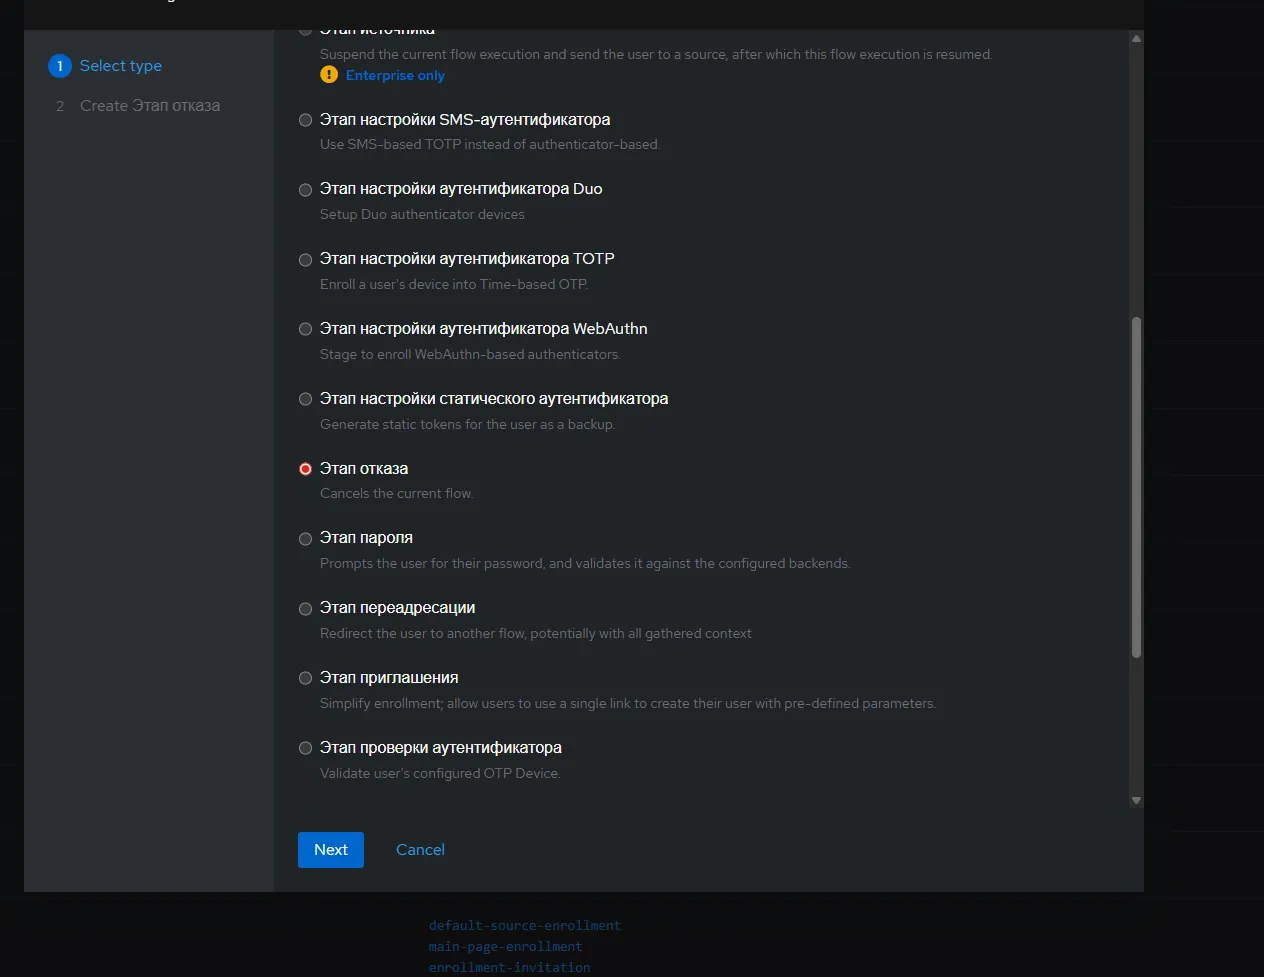 1 Select type
2 Create Этап отказа
Этап источника
Suspend the current flow execution and send the user to a source, after which this flow execution is resumed.
Enterprise only
Этап настройки SMS-аутентификатора
Use SMS-based TOTP instead of authenticator-based.
Этап настройки аутентификатора Duo
Setup Duo authenticator devices
Этап настройки аутентификатора TOTP
Enroll a user's device into Time-based OTP.
Этап настройки аутентификатора WebAuthn
Stage to enroll WebAuthn-based authenticators.
Этап настройки статического аутентификатора
Generate static tokens for the user as a backup.
Этап отказа
Cancels the current flow.
Этап пароля
Prompts the user for their password, and validates it against the configured backends.
Этап переадресации
Redirect the user to another flow, potentially with all gathered context
Этап приглашения
Simplify enrollment; allow users to use a single link to create their user with pre-defined parameters.
Этап проверки аутентификатора
Validate user's configured OTP Device.
Next
Cancel
default-source-enrollment
main-page-enrollment
enrollment-invitation